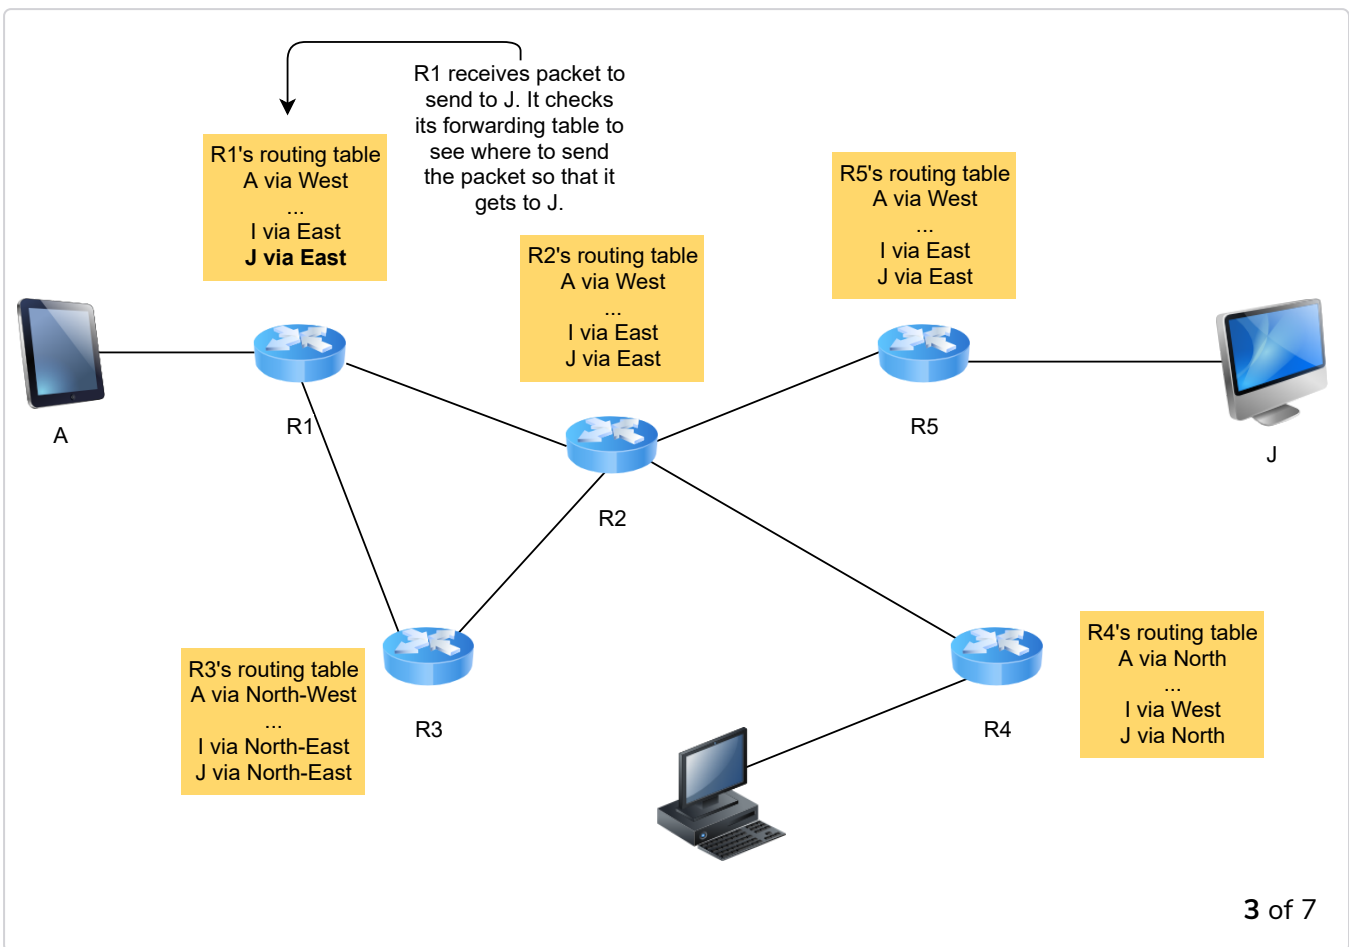 R1 receives packet to
send to J. It checks
its forwarding table to
see where to send
the packet so that it
gets to J.
R1's routing table
A via West
...
I via East
J via East
R2's routing table
A via West
...
I via East
J via East
R5's routing table
A via West
...
I via East
J via East
A
R1
R2
R5
J
R3's routing table
A via North-West
...
I via North-East
J via North-East
R3
R4
R4's routing table
A via North
...
I via West
J via North
3 of 7